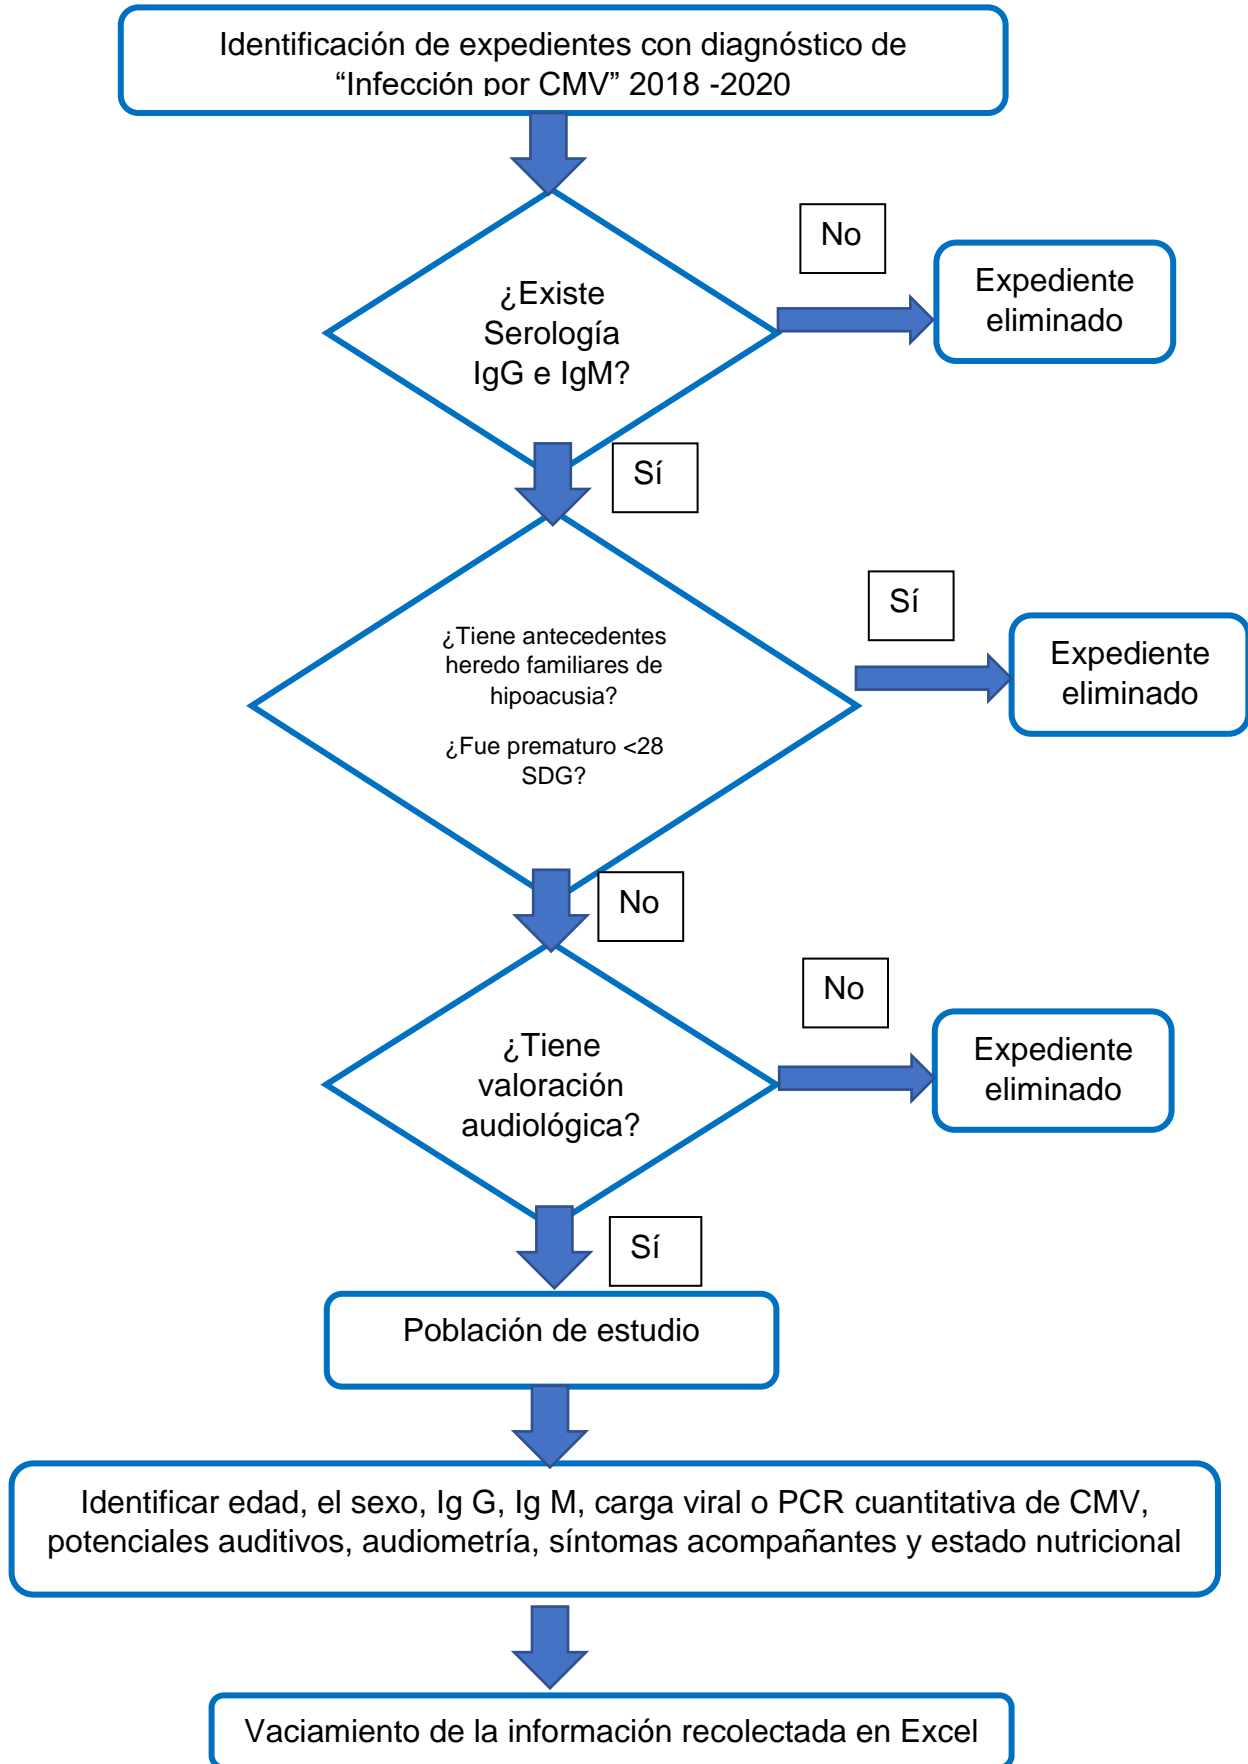 Identificación de expedientes con diagnóstico de
“Infección por CMV” 2018 -2020
No
¿Existe
Serología
IgG e IgM?
Expediente
eliminado
Sí
Sí
¿Tiene antecedentes
heredo familiares de
hipoacusia?
¿Fue prematuro <28
SDG?
Expediente
eliminado
No
No
¿Tiene
valoración
audiológica?
Expediente
eliminado
Sí
Población de estudio
Identificar edad, el sexo, Ig G, Ig M, carga viral o PCR cuantitativa de CMV,
potenciales auditivos, audiometría, síntomas acompañantes y estado nutricional
Vaciamiento de la información recolectada en Excel